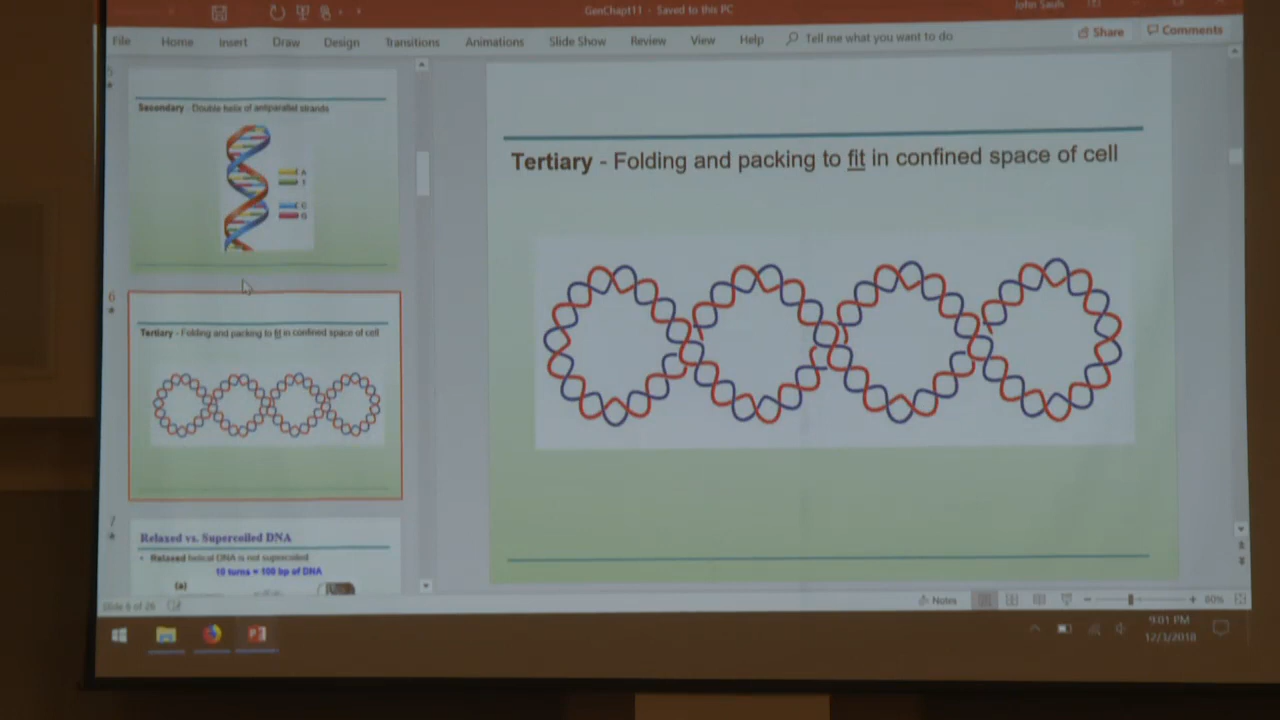 GenChapt11 - Saved to this PC
John Sauls
File Home Insert Draw Design Transitions Animations Slide Show Review View Help Tell me what you want to do Share Comments
5
Secondary - Double helix of antiparallel strands
A
T
C
G
6
Tertiary - Folding and packing to fit in confined space of cell
7
Relaxed vs. Supercoiled DNA
• Relaxed helical DNA is not supercoiled
10 turns = 100 bp of DNA
(a)
Tertiary - Folding and packing to fit in confined space of cell
Slide 6 of 26
Notes
80%
9:01 PM
12/3/2018